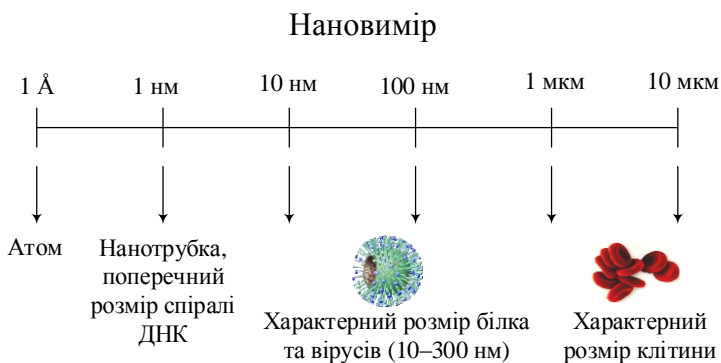 Нановимір
1 Å 1 нм 10 нм 100 нм 1 мкм 10 мкм
Атом
Нанотрубка,
поперечний
розмір спіралі
ДНК
Характерний розмір білка
та вірусів (10–300 нм)
Характерний
розмір клітини